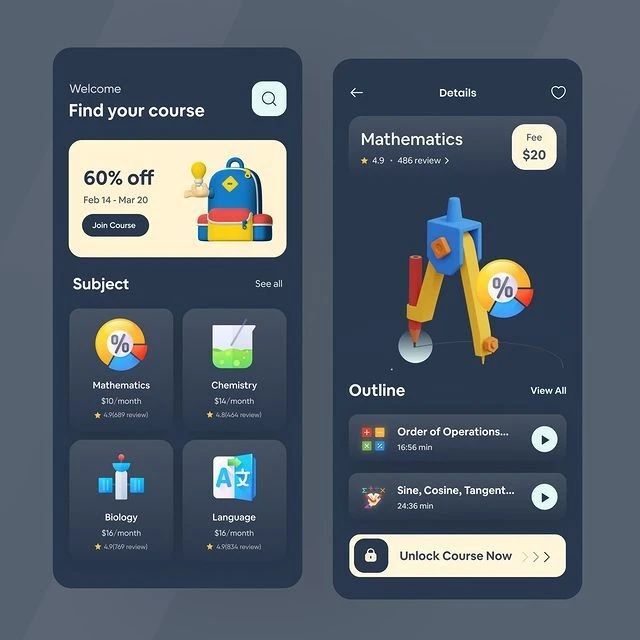 Welcome
Find your course
60% off
Feb 14 - Mar 20
Join Course
Subject
See all
%
Mathematics
$10/month
4.9(689 review)
Chemistry
$14/month
4.8(464 review)
Biology
$16/month
4.9(769 review)
A文
Language
$16/month
4.9(834 review)
Details
Mathematics
4.9 • 486 review >
Fee
$20
%
Outline
View All
Order of Operations...
16:56 min
Sine, Cosine, Tangent...
24:36 min
Unlock Course Now >>>